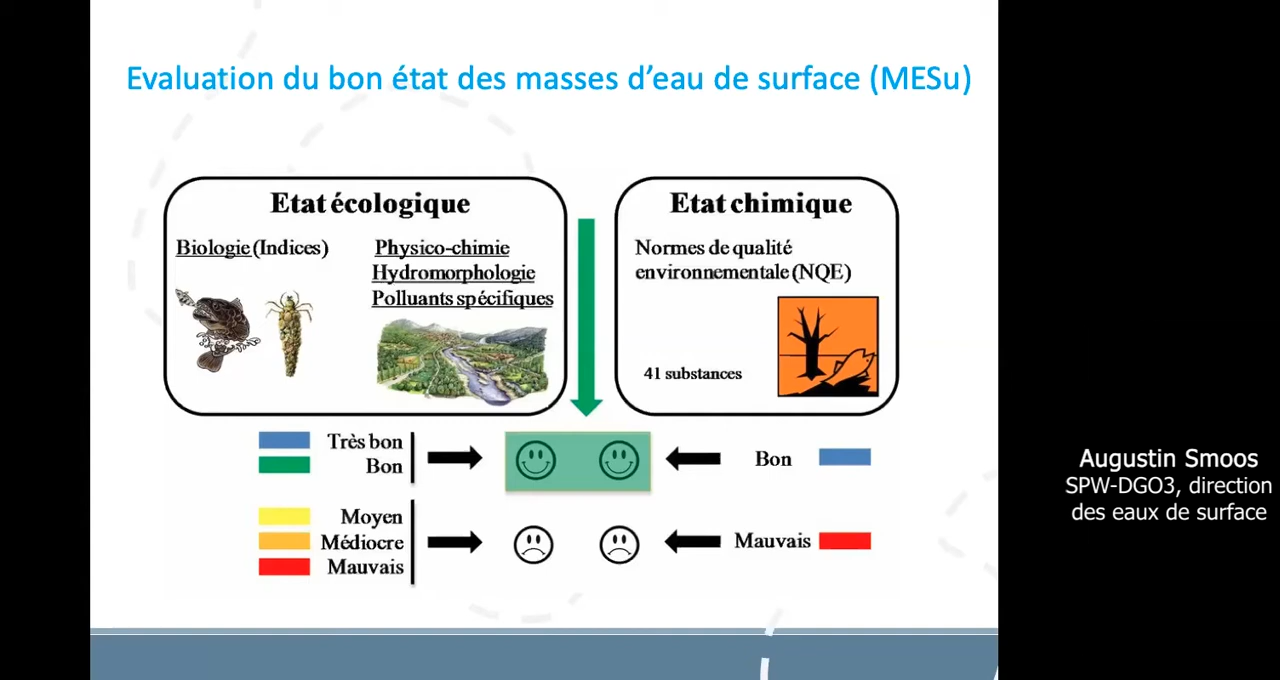 Evaluation du bon état des masses d’eau de surface (MESu)
Etat écologique
Biologie (Indices)
Physico-chimie
Hydromorphologie
Polluants spécifiques
Etat chimique
Normes de qualité
environnementale (NQE)
41 substances
Très bon
Bon
Moyen
Médiocre
Mauvais
Bon
Mauvais
Augustin Smoos
SPW-DGO3, direction
des eaux de surface